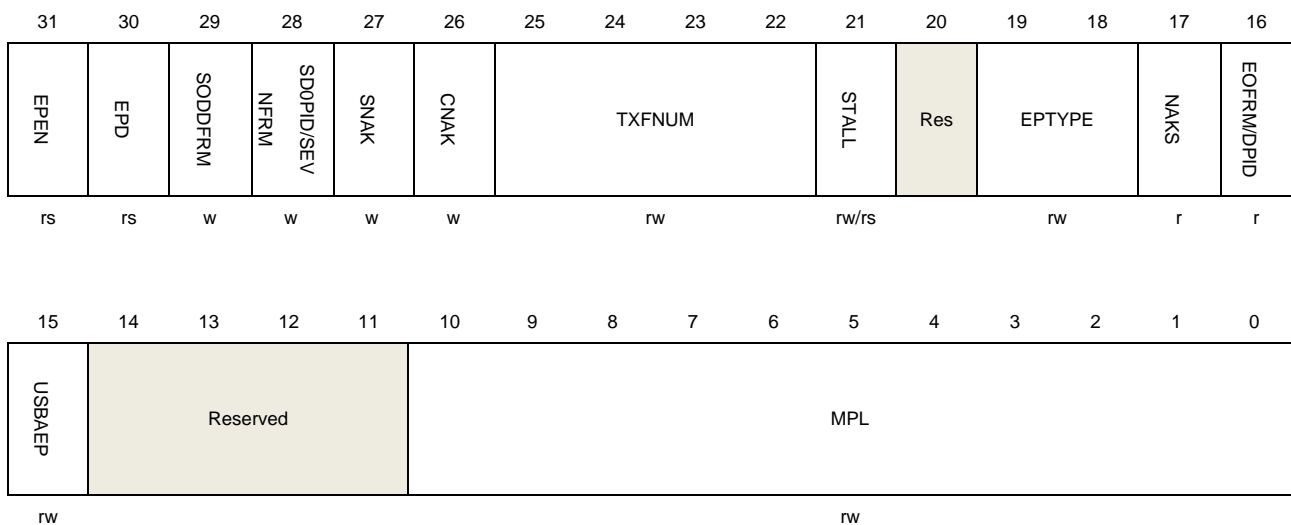 31 30 29 28 27 26 25 24 23 22 21 20 19 18 17 16
EPEN EPD SODDFRM SD0PID/SEV
NFRM SNAK CNAK TXFNUM STALL Res EPTYPE NAKS EOFRM/DPID
rs rs w w w w rw rw/rs rw r r
15 14 13 12 11 10 9 8 7 6 5 4 3 2 1 0
USBAEP Reserved MPL
rw rw